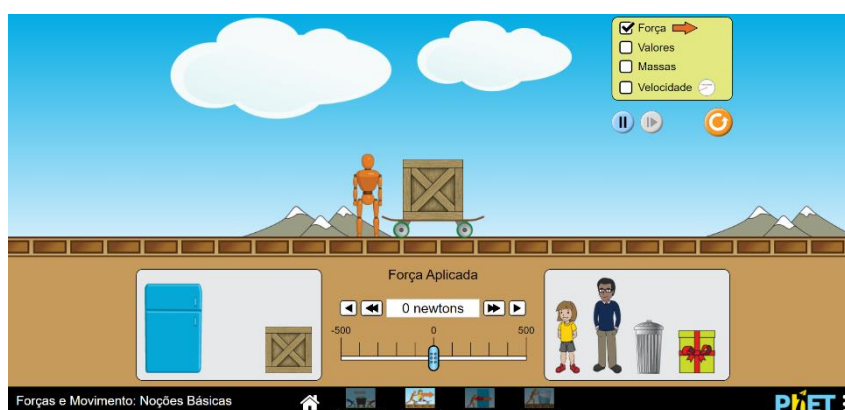 Força
Valores
Massas
Velocidade
Força Aplicada
0 newtons
-500 0 500
Forças e Movimento: Noções Básicas
PhET